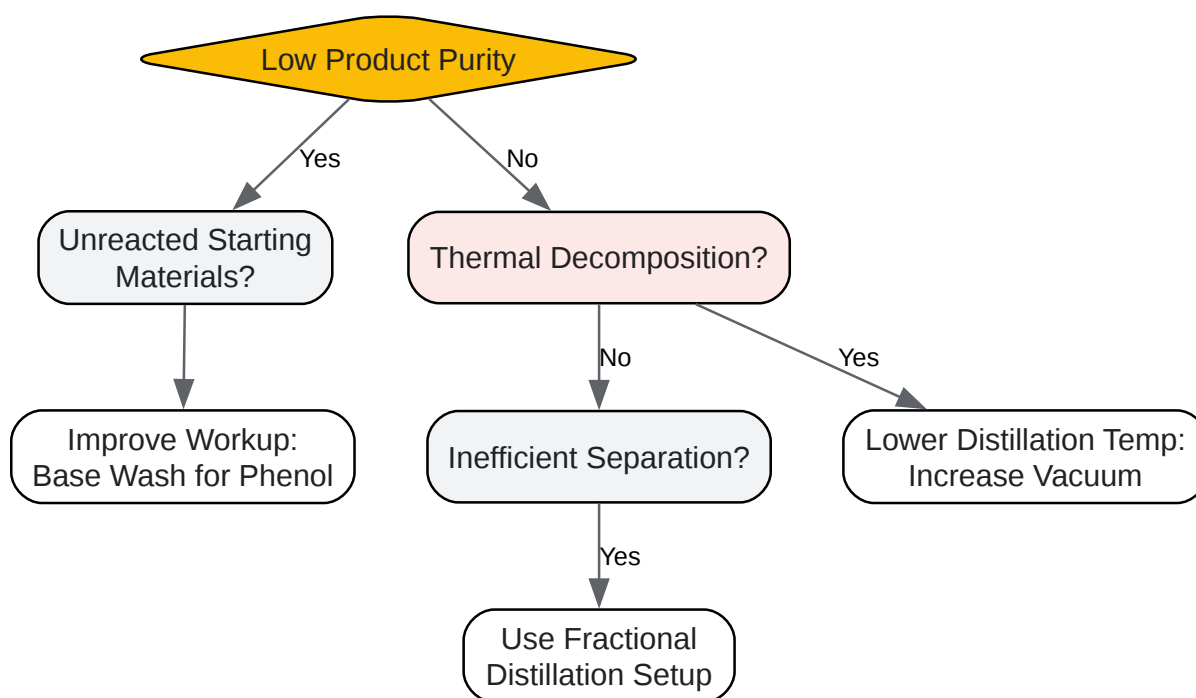 Low Product Purity
Yes
No
Unreacted Starting
Materials?
Thermal Decomposition?
No
Yes
Improve Workup:
Base Wash for Phenol
Inefficient Separation?
Lower Distillation Temp:
Increase Vacuum
Yes
Use Fractional
Distillation Setup